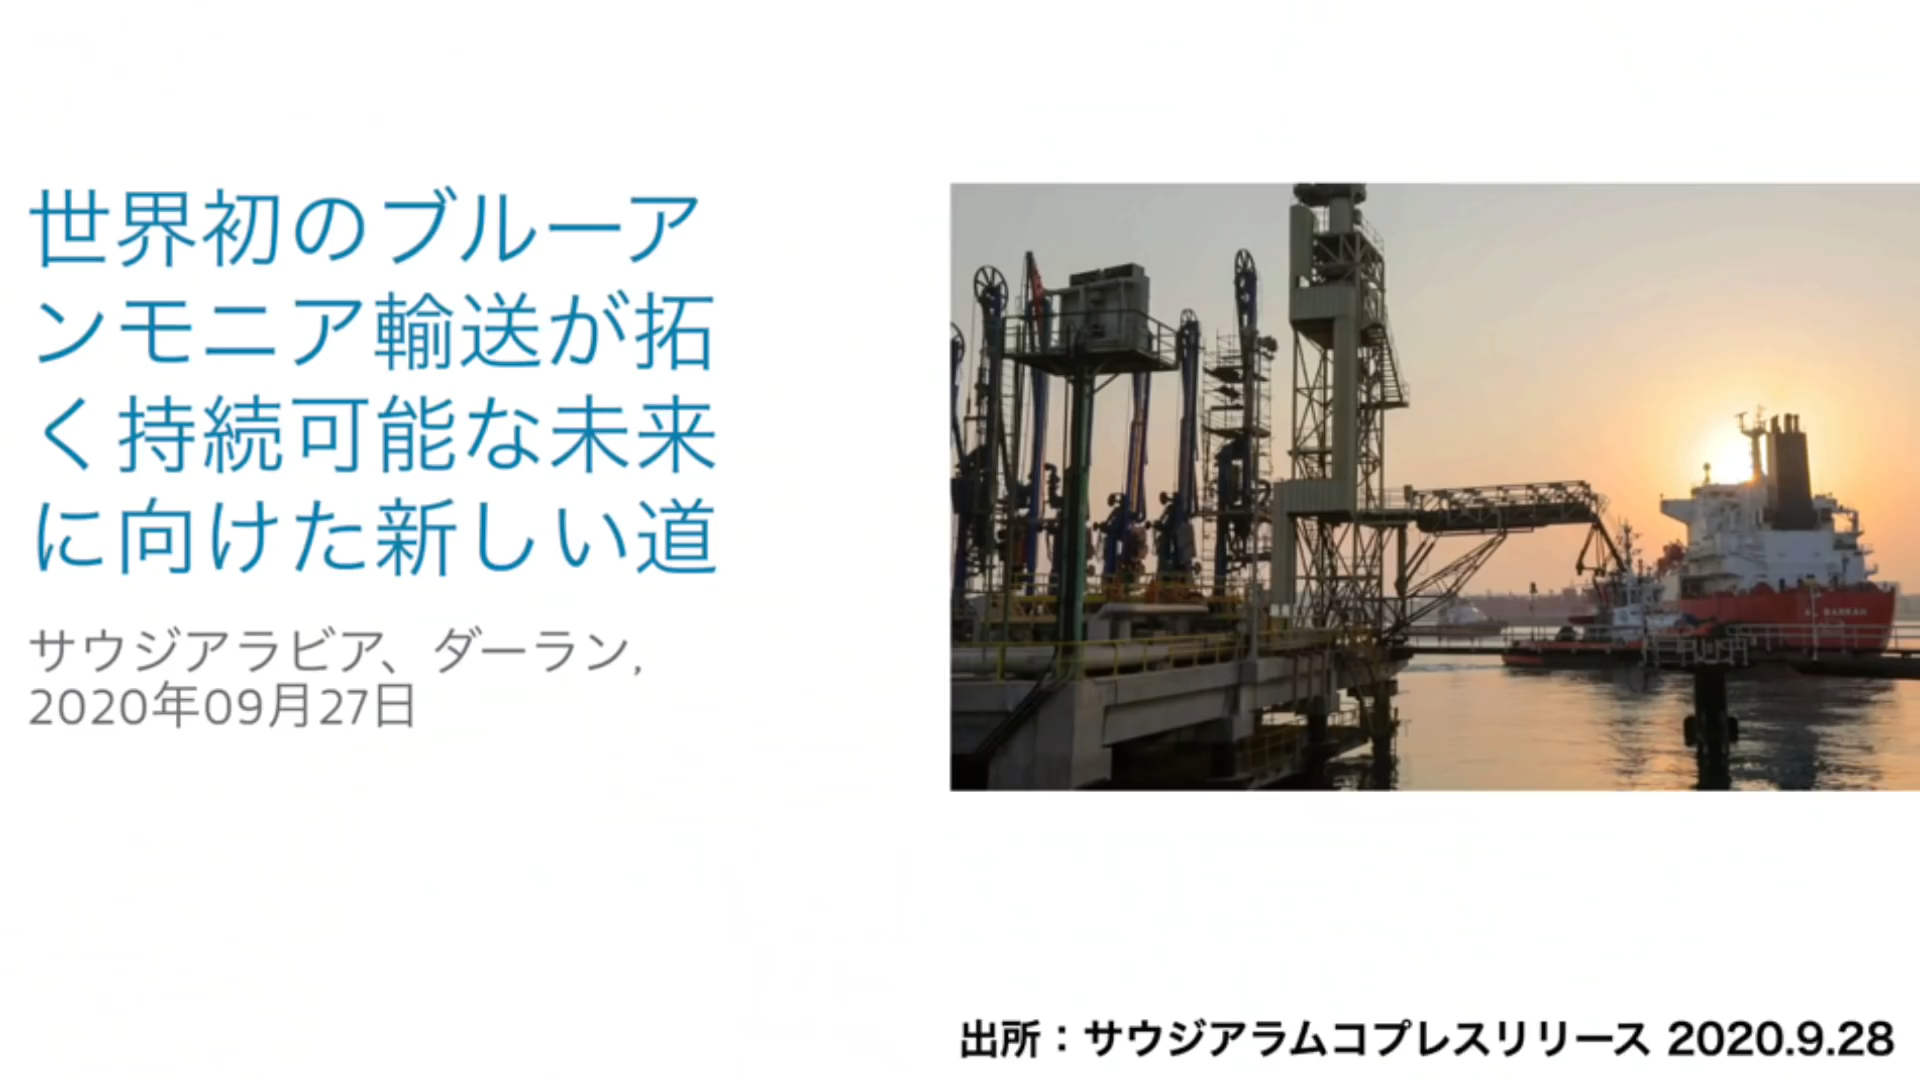 世界初のブルーア
ンモニア輸送が拓
く持続可能な未来
に向けた新しい道
サウジアラビア、ダーラン,
2020年09月27日
出所：サウジアラムコプレスリリース 2020.9.28